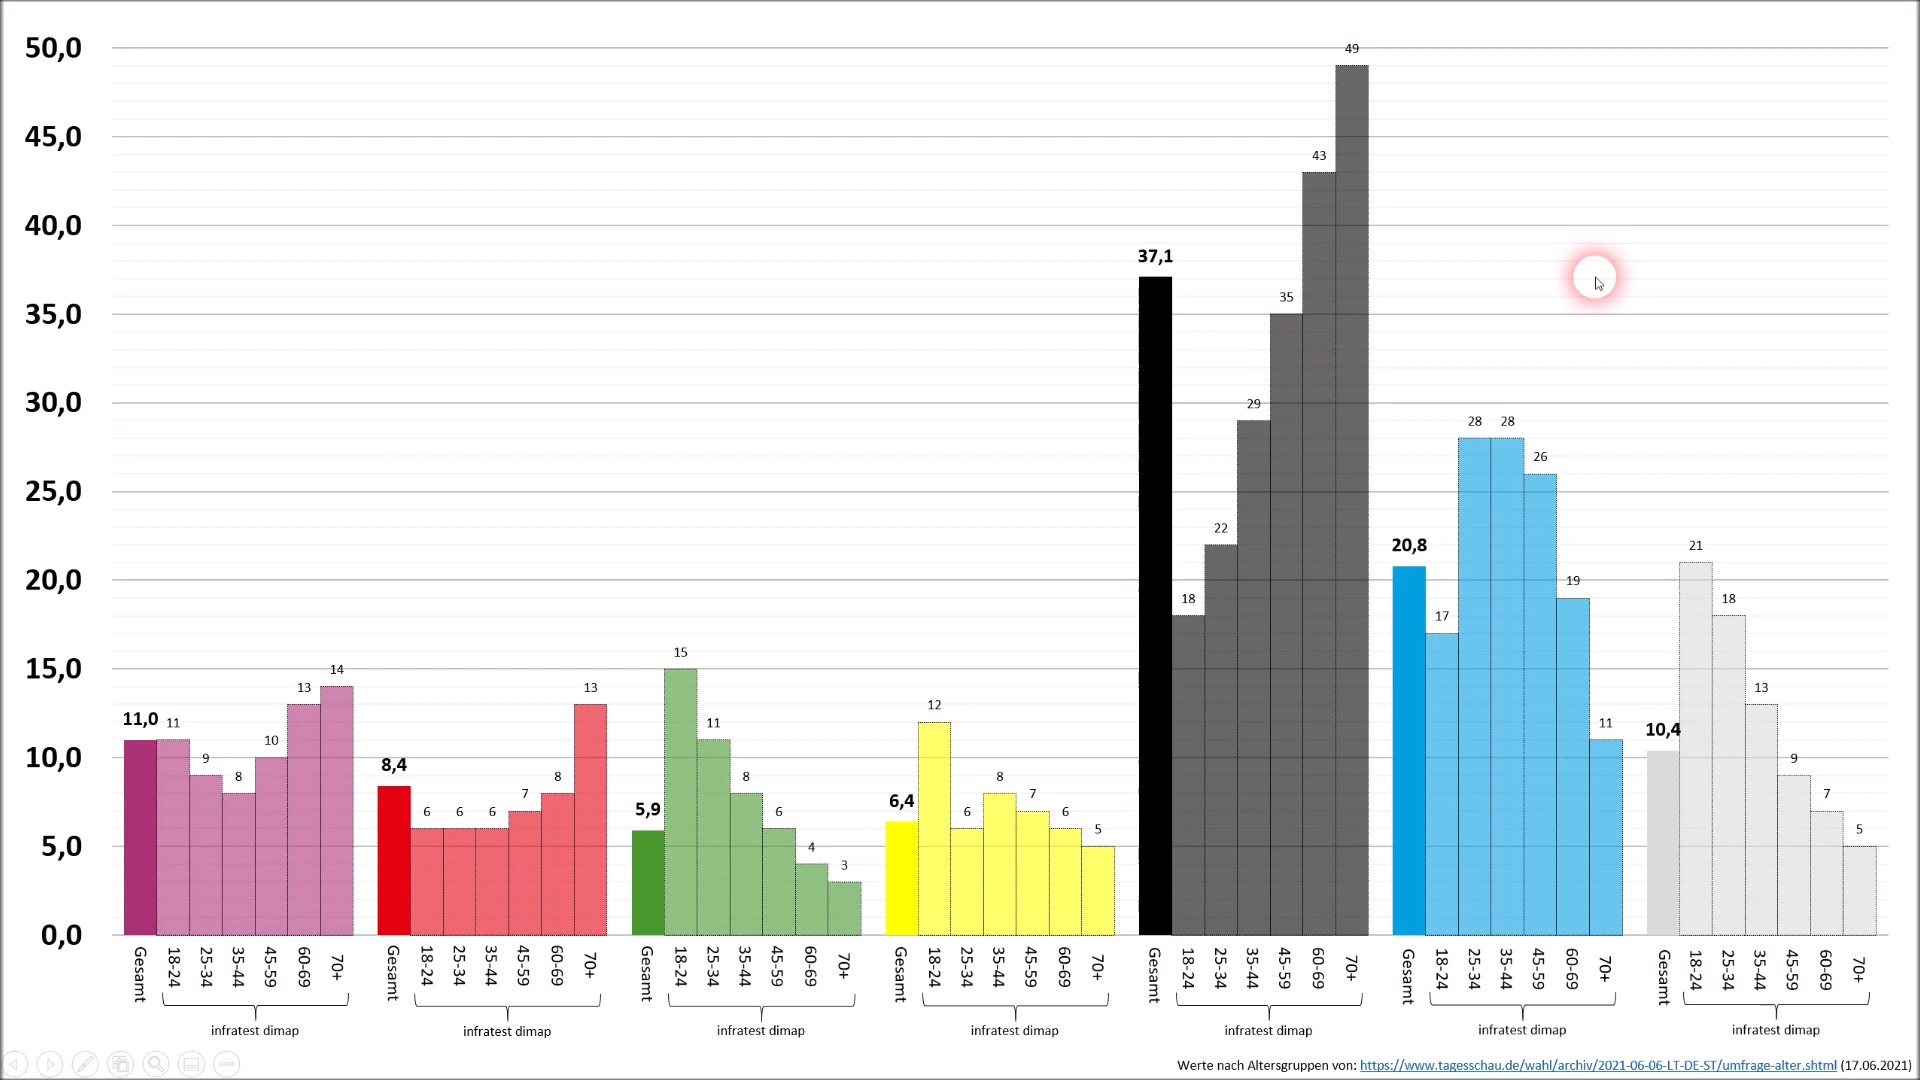 50,0
45,0
40,0
35,0
30,0
25,0
20,0
15,0
10,0
5,0
0,0
11,0 11 9 8 10 13 14
8,4 6 6 6 7 8 13
5,9 15 11 8 6 4 3
6,4 12 6 8 7 6 5
37,1 18 22 29 35 43 49
20,8 17 28 28 26 19 11
10,4 21 18 13 9 7 5
Gesamt 18-24 25-34 35-44 45-59 60-69 70+
Gesamt 18-24 25-34 35-44 45-59 60-69 70+
Gesamt 18-24 25-34 35-44 45-59 60-69 70+
Gesamt 18-24 25-34 35-44 45-59 60-69 70+
Gesamt 18-24 25-34 35-44 45-59 60-69 70+
Gesamt 18-24 25-34 35-44 45-59 60-69 70+
Gesamt 18-24 25-34 35-44 45-59 60-69 70+
infratest dimap
infratest dimap
infratest dimap
infratest dimap
infratest dimap
infratest dimap
infratest dimap
Werte nach Altersgruppen von: https://www.tagesschau.de/wahl/archiv/2021-06-06-LT-DE-ST/umfrage-alter.shtml (17.06.2021)